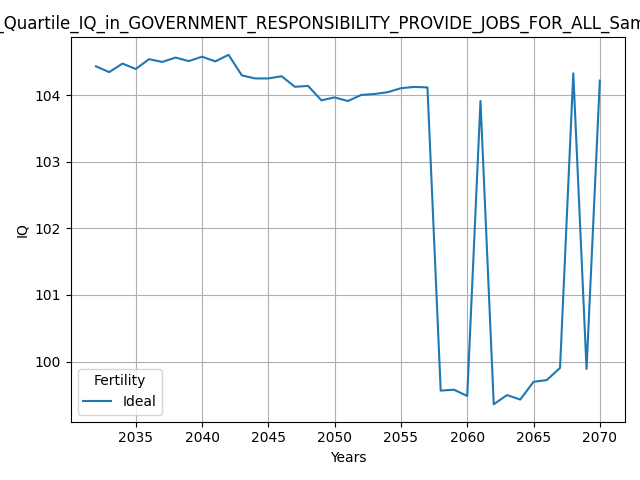 _Quartile_IQ_in_GOVERNMENT_RESPONSIBILITY_PROVIDE_JOBS_FOR_ALL_Sam
104
103
102
101
100
IQ
Fertility
Ideal
2035 2040 2045 2050 2055 2060 2065 2070
Years